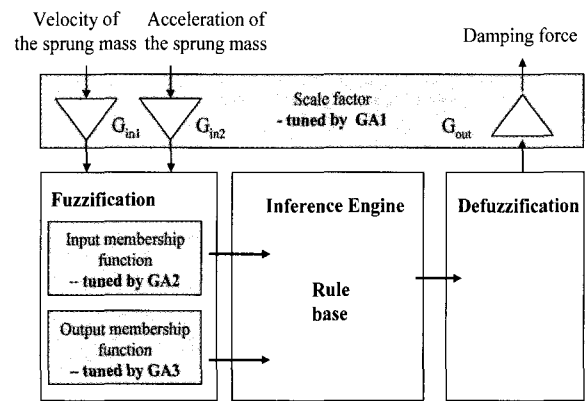 Velocity of
the sprung mass
Acceleration of
the sprung mass
Damping force
Scale factor
- tuned by GA1
G_in1
G_in2
G_out
Fuzzification
Input membership
function
-- tuned by GA2
Output membership
function
-- tuned by GA3
Inference Engine
Rule
base
Defuzzification